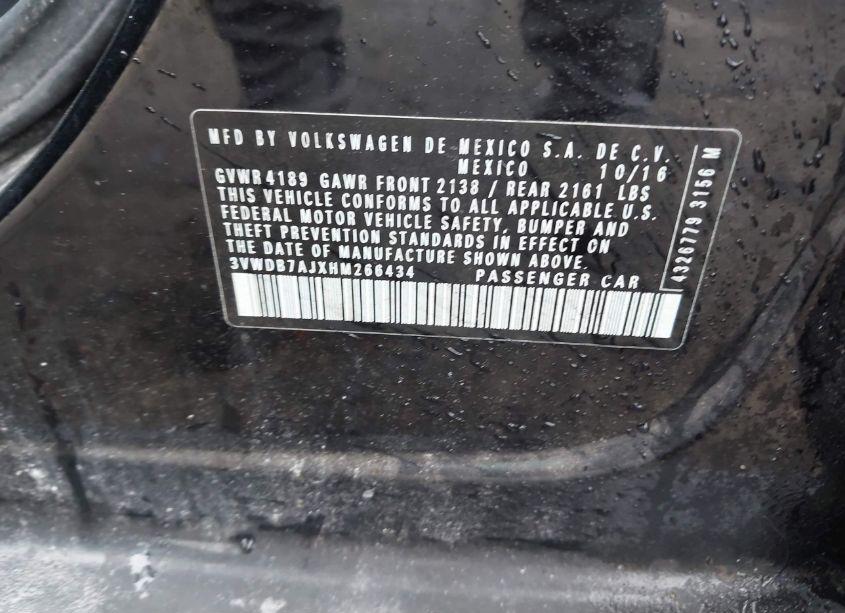 MFD BY VOLKSWAGEN DE MEXICO S.A. DE C.V.
MEXICO 10/16
GVWR 4189 GAWR FRONT 2138 / REAR 2161 LBS
THIS VEHICLE CONFORMS TO ALL APPLICABLE U.S.
FEDERAL MOTOR VEHICLE SAFETY, BUMPER AND
THEFT PREVENTION STANDARDS IN EFFECT ON
THE DATE OF MANUFACTURE SHOWN ABOVE.
3VWDB7AJXHM266434 PASSENGER CAR
4326779 3156 M